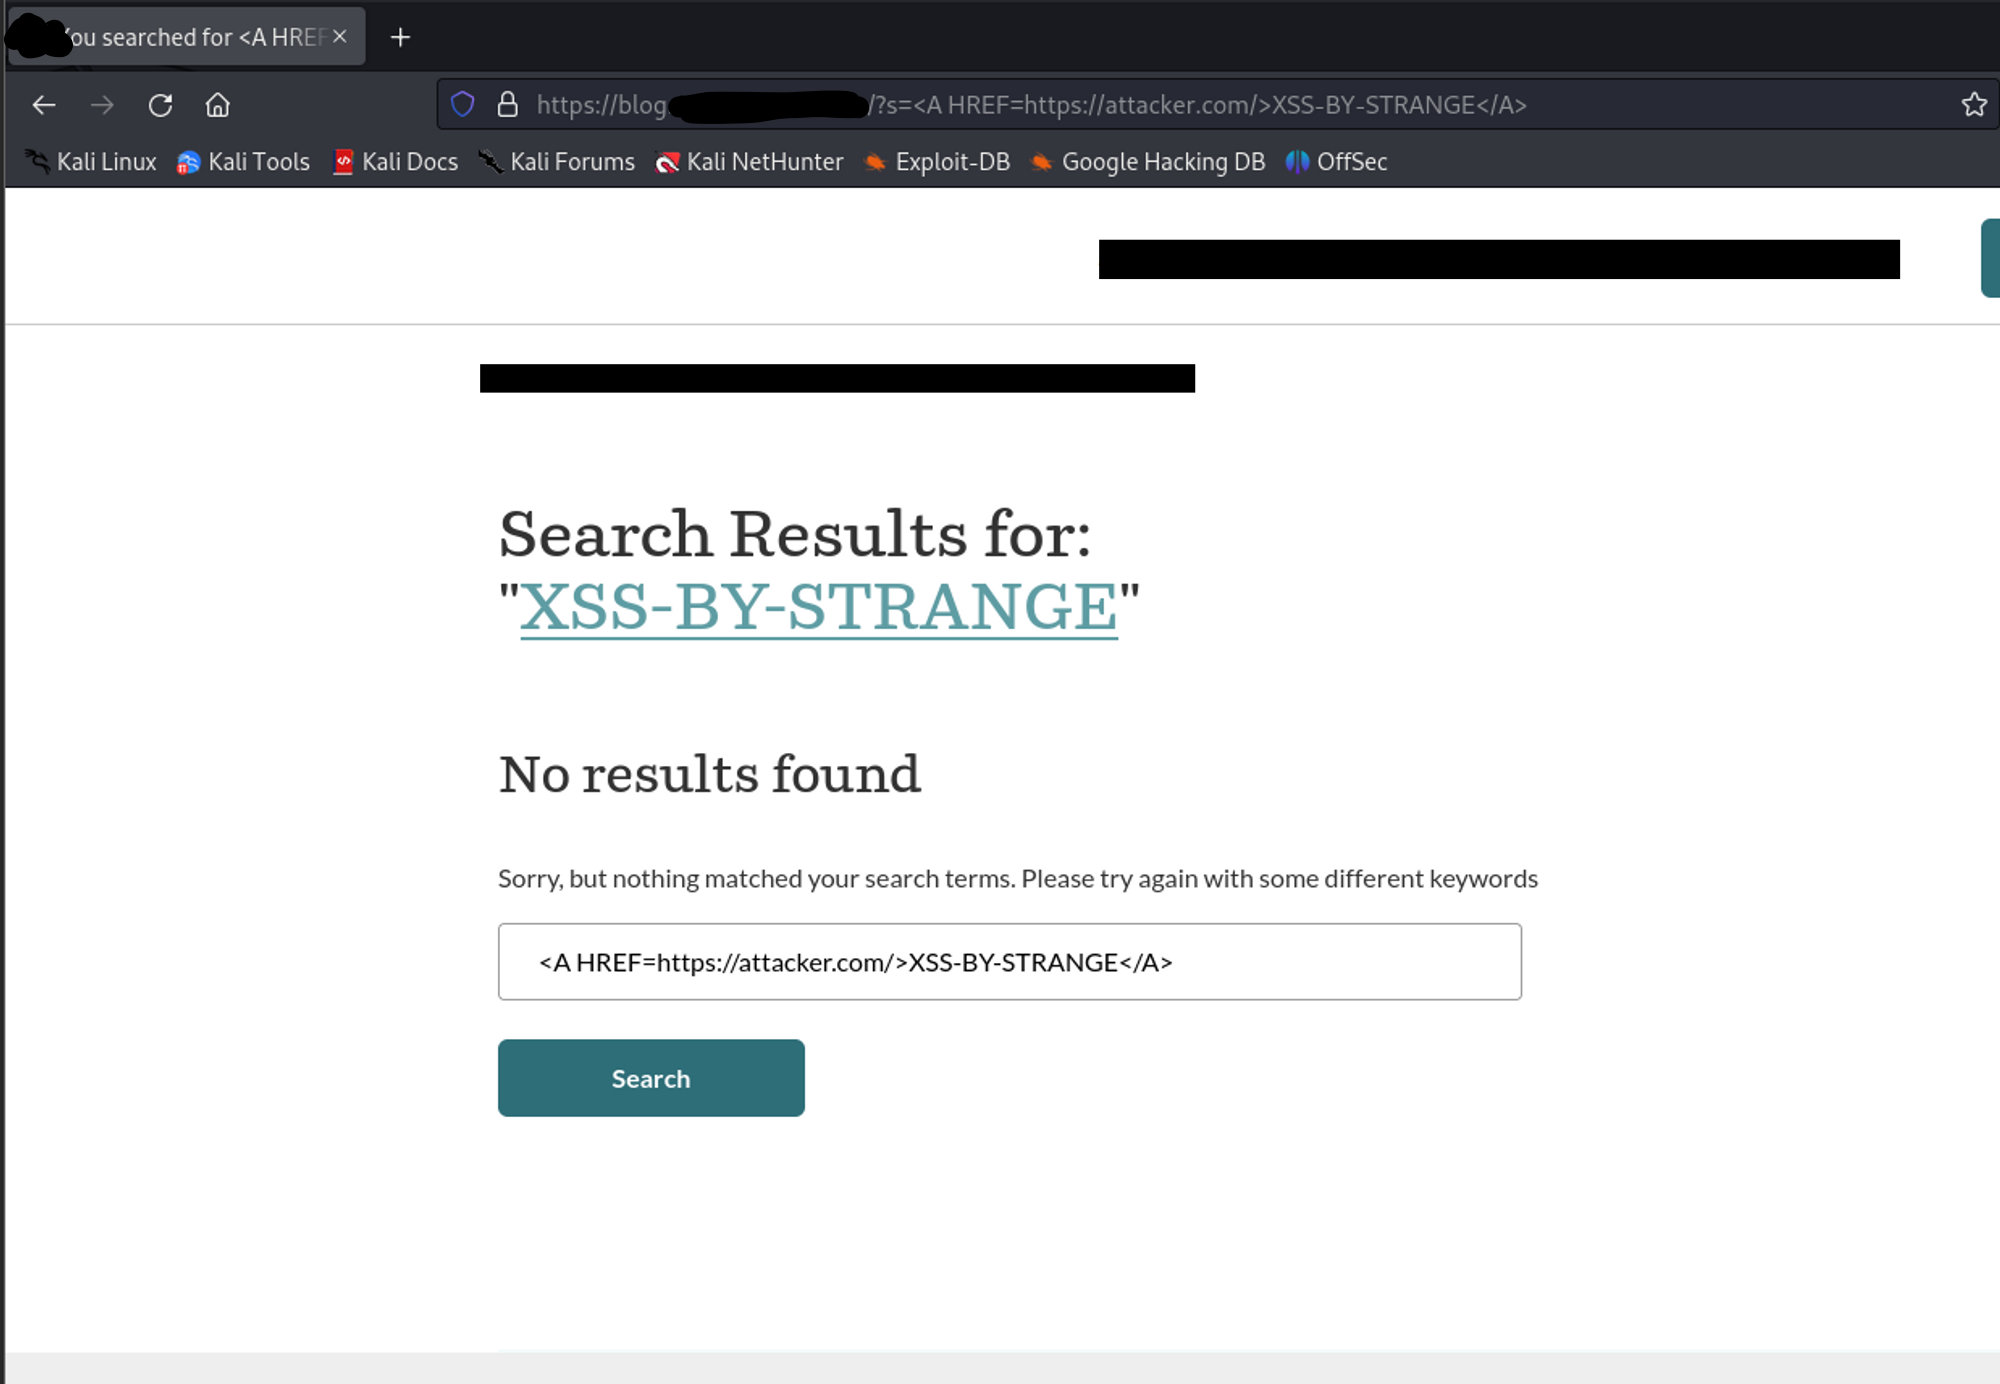 ou searched for <A HREF
https://blog /?s=<A HREF=https://attacker.com/>XSS-BY-STRANGE</A>
Kali Linux Kali Tools Kali Docs Kali Forums Kali NetHunter Exploit-DB Google Hacking DB OffSec
Search Results for:
"XSS-BY-STRANGE"
No results found
Sorry, but nothing matched your search terms. Please try again with some different keywords
<A HREF=https://attacker.com/>XSS-BY-STRANGE</A>
Search